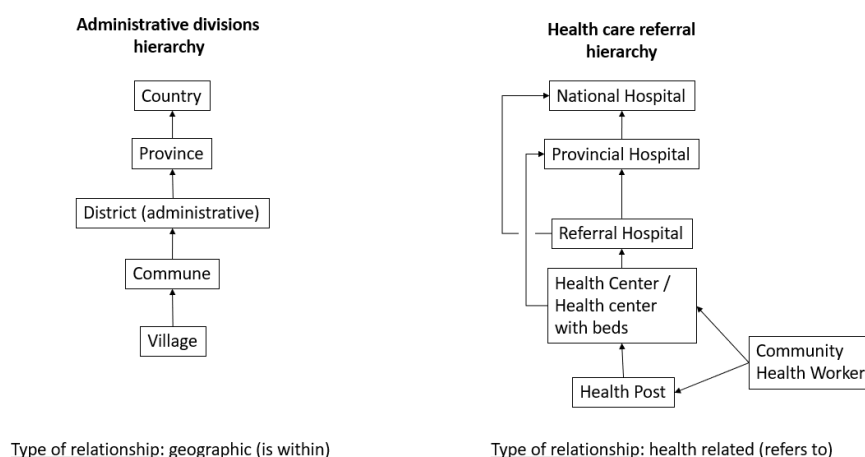 Administrative divisions
hierarchy
Country
Province
District (administrative)
Commune
Village
Type of relationship: geographic (is within)
Health care referral
hierarchy
National Hospital
Provincial Hospital
Referral Hospital
Health Center /
Health center
with beds
Community
Health Worker
Health Post
Type of relationship: health related (refers to)